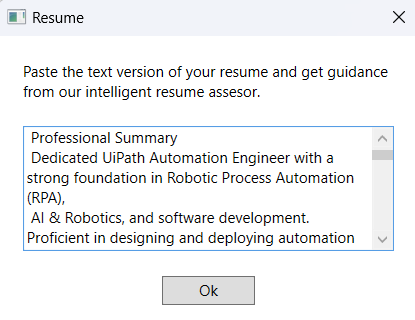 Resume
Paste the text version of your resume and get guidance
from our intelligent resume assesor.
Professional Summary
Dedicated UiPath Automation Engineer with a
strong foundation in Robotic Process Automation
(RPA),
AI & Robotics, and software development.
Proficient in designing and deploying automation
Ok